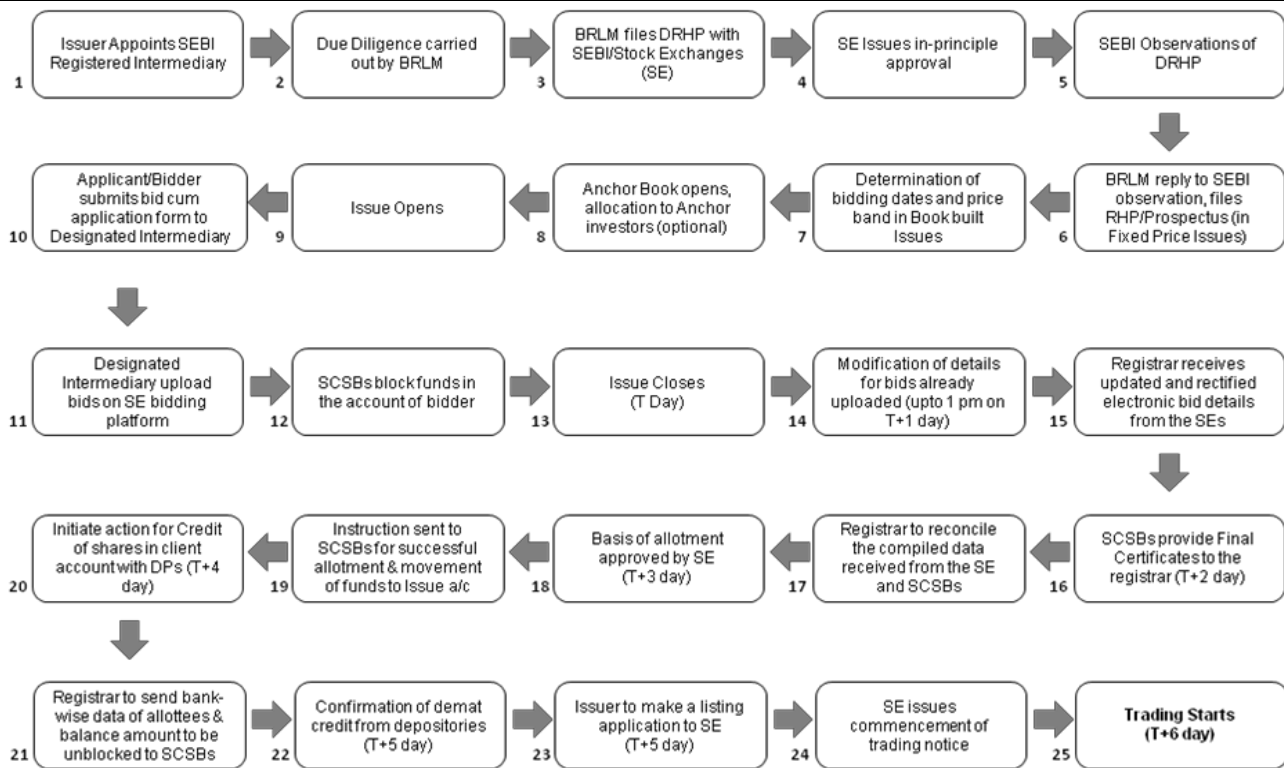 Issuer Appoints SEBI
Registered Intermediary
1
Due Diligence carried
out by BRLM
2
BRLM files DRHP with
SEBI/Stock Exchanges
(SE)
3
SE Issues in-principle
approval
4
SEBI Observations of
DRHP
5
BRLM reply to SEBI
observation, files
RHP/Prospectus (in
Fixed Price Issues)
6
Determination of
bidding dates and price
band in Book built
Issues
7
Anchor Book opens,
allocation to Anchor
investors (optional)
8
Issue Opens
9
Applicant/Bidder
submits bid cum
application form to
Designated Intermediary
10
Designated
Intermediary upload
bids on SE bidding
platform
11
SCSBs block funds in
the account of bidder
12
Issue Closes
(T Day)
13
Modification of details
for bids already
uploaded (upto 1 pm on
T+1 day)
14
Registrar receives
updated and rectified
electronic bid details
from the SEs
15
SCSBs provide Final
Certificates to the
registrar (T+2 day)
16
Registrar to reconcile
the compiled data
received from the SE
and SCSBs
17
Basis of allotment
approved by SE
(T+3 day)
18
Instruction sent to
SCSBs for successful
allotment & movement
of funds to Issue a/c
19
Initiate action for Credit
of shares in client
account with DPs (T+4
day)
20
Registrar to send bank-
wise data of allottees &
balance amount to be
unblocked to SCSBs
21
Confirmation of demat
credit from depositories
(T+5 day)
22
Issuer to make a listing
application to SE
(T+5 day)
23
SE issues
commencement of
trading notice
24
Trading Starts
(T+6 day)
25